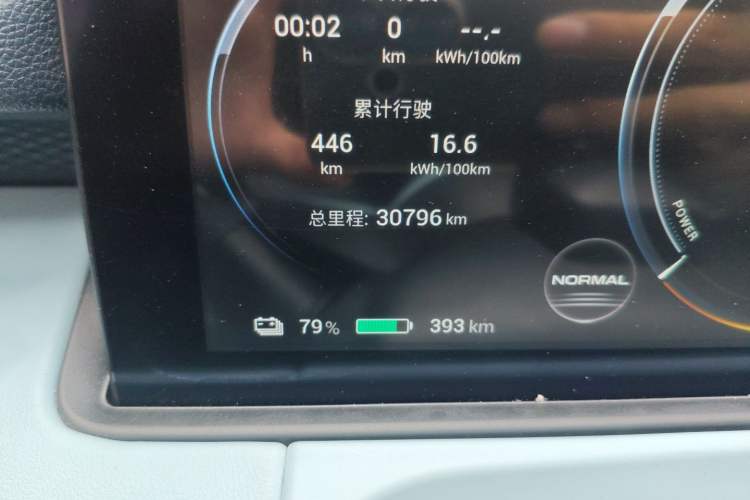 00:02 0 --.-
h km kWh/100km
累计行驶
446 16.6
km kWh/100km
总里程: 30796 km
POWER
NORMAL
79% 393 km